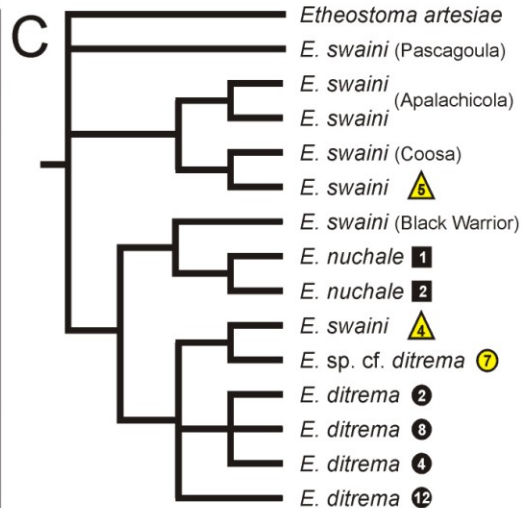 C
Etheostoma artesiae
E. swaini (Pascagoula)
E. swaini
(Apalachicola)
E. swaini
E. swaini (Coosa)
E. swaini 5
E. swaini (Black Warrior)
E. nuchale 1
E. nuchale 2
E. swaini 4
E. sp. cf. ditrema 7
E. ditrema 2
E. ditrema 8
E. ditrema 4
E. ditrema 12